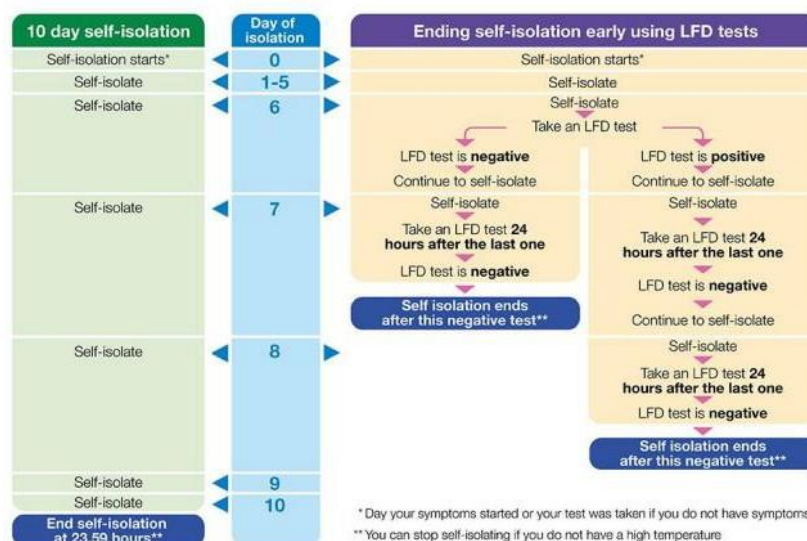 10 day self-isolation
Day of
isolation
Ending self-isolation early using LFD tests
Self-isolation starts*
0
Self-isolation starts*
Self-isolate
1-5
Self-isolate
Self-isolate
6
Self-isolate
Take an LFD test
LFD test is negative
LFD test is positive
Continue to self-isolate
Continue to self-isolate
Self-isolate
7
Self-isolate
Self-isolate
Take an LFD test 24
hours after the last one
Take an LFD test 24
hours after the last one
LFD test is negative
LFD test is negative
Self isolation ends
after this negative test**
Continue to self-isolate
Self-isolate
8
Self-isolate
Take an LFD test 24
hours after the last one
LFD test is negative
Self isolation ends
after this negative test**
Self-isolate
9
Self-isolate
10
End self-isolation
at 23.59 hours**
* Day your symptoms started or your test was taken if you do not have symptoms
** You can stop self-isolating if you do not have a high temperature